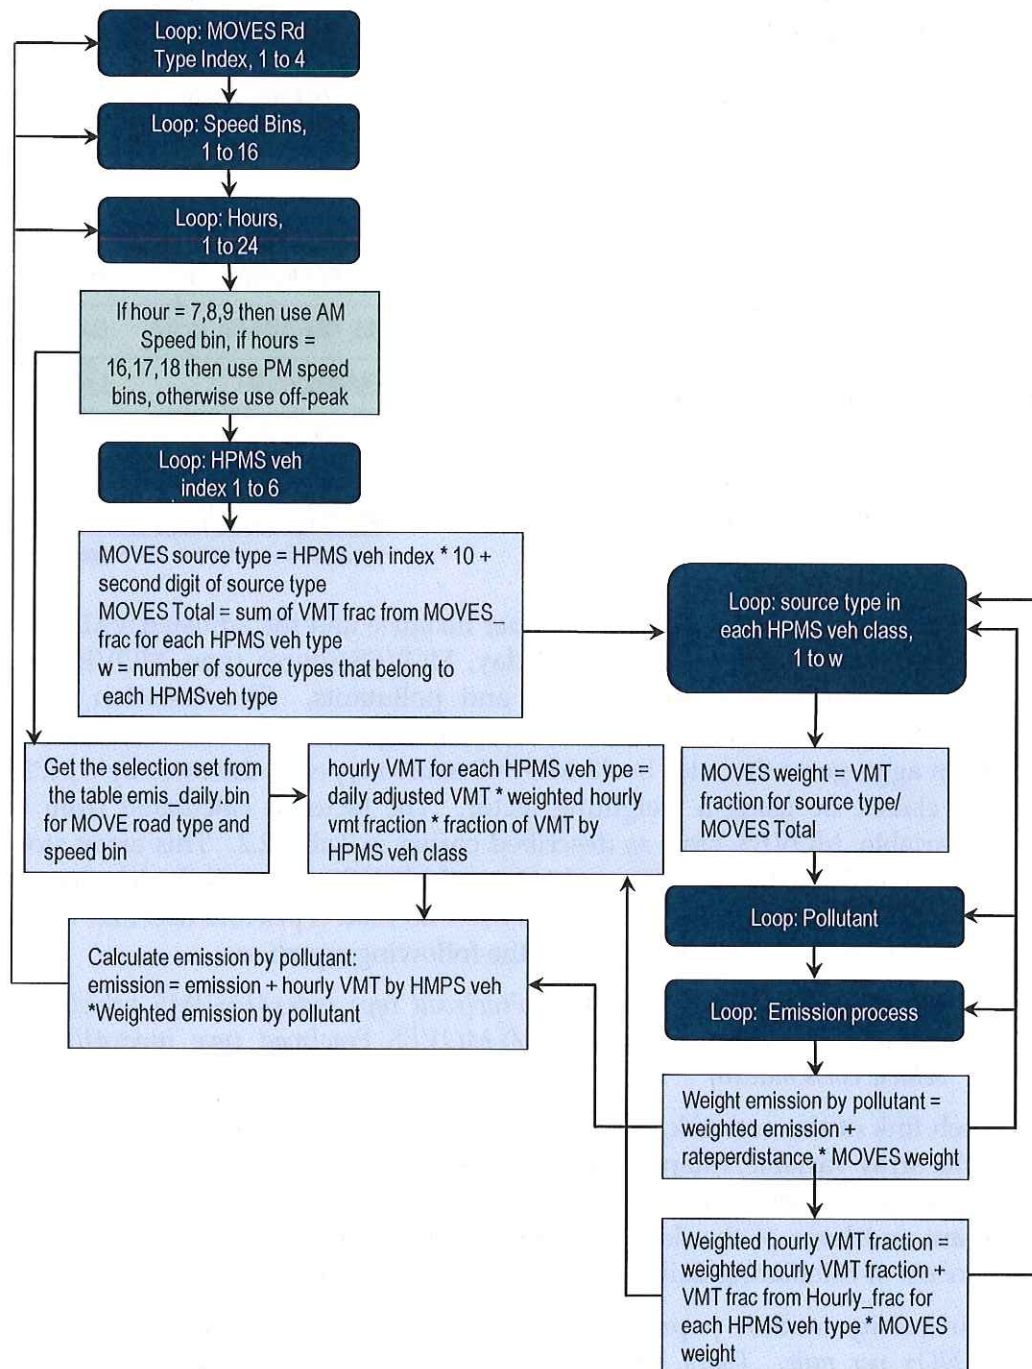 Loop: MOVES Rd
Type Index, 1 to 4
Loop: Speed Bins,
1 to 16
Loop: Hours,
1 to 24
If hour = 7,8,9 then use AM
Speed bin, if hours =
16,17,18 then use PM speed
bins, otherwise use off-peak
Loop: HPMS veh
index 1 to 6
MOVES source type = HPMS veh index * 10 +
second digit of source type
MOVES Total = sum of VMT frac from MOVES_
frac for each HPMS veh type
w = number of source types that belong to
each HPMSveh type
Loop: source type in
each HPMS veh class,
1 to w
Get the selection set from
the table emis_daily.bin
for MOVE road type and
speed bin
hourly VMT for each HPMS veh ype =
daily adjusted VMT * weighted hourly
vmt fraction * fraction of VMT by
HPMS veh class
MOVES weight = VMT
fraction for source type/
MOVES Total
Loop: Pollutant
Calculate emission by pollutant:
emission = emission + hourly VMT by HMPS veh
*Weighted emission by pollutant
Loop: Emission process
Weight emission by pollutant =
weighted emission +
rateperdistance * MOVES weight
Weighted hourly VMT fraction =
weighted hourly VMT fraction +
VMT frac from Hourly_frac for
each HPMS veh type * MOVES
weight